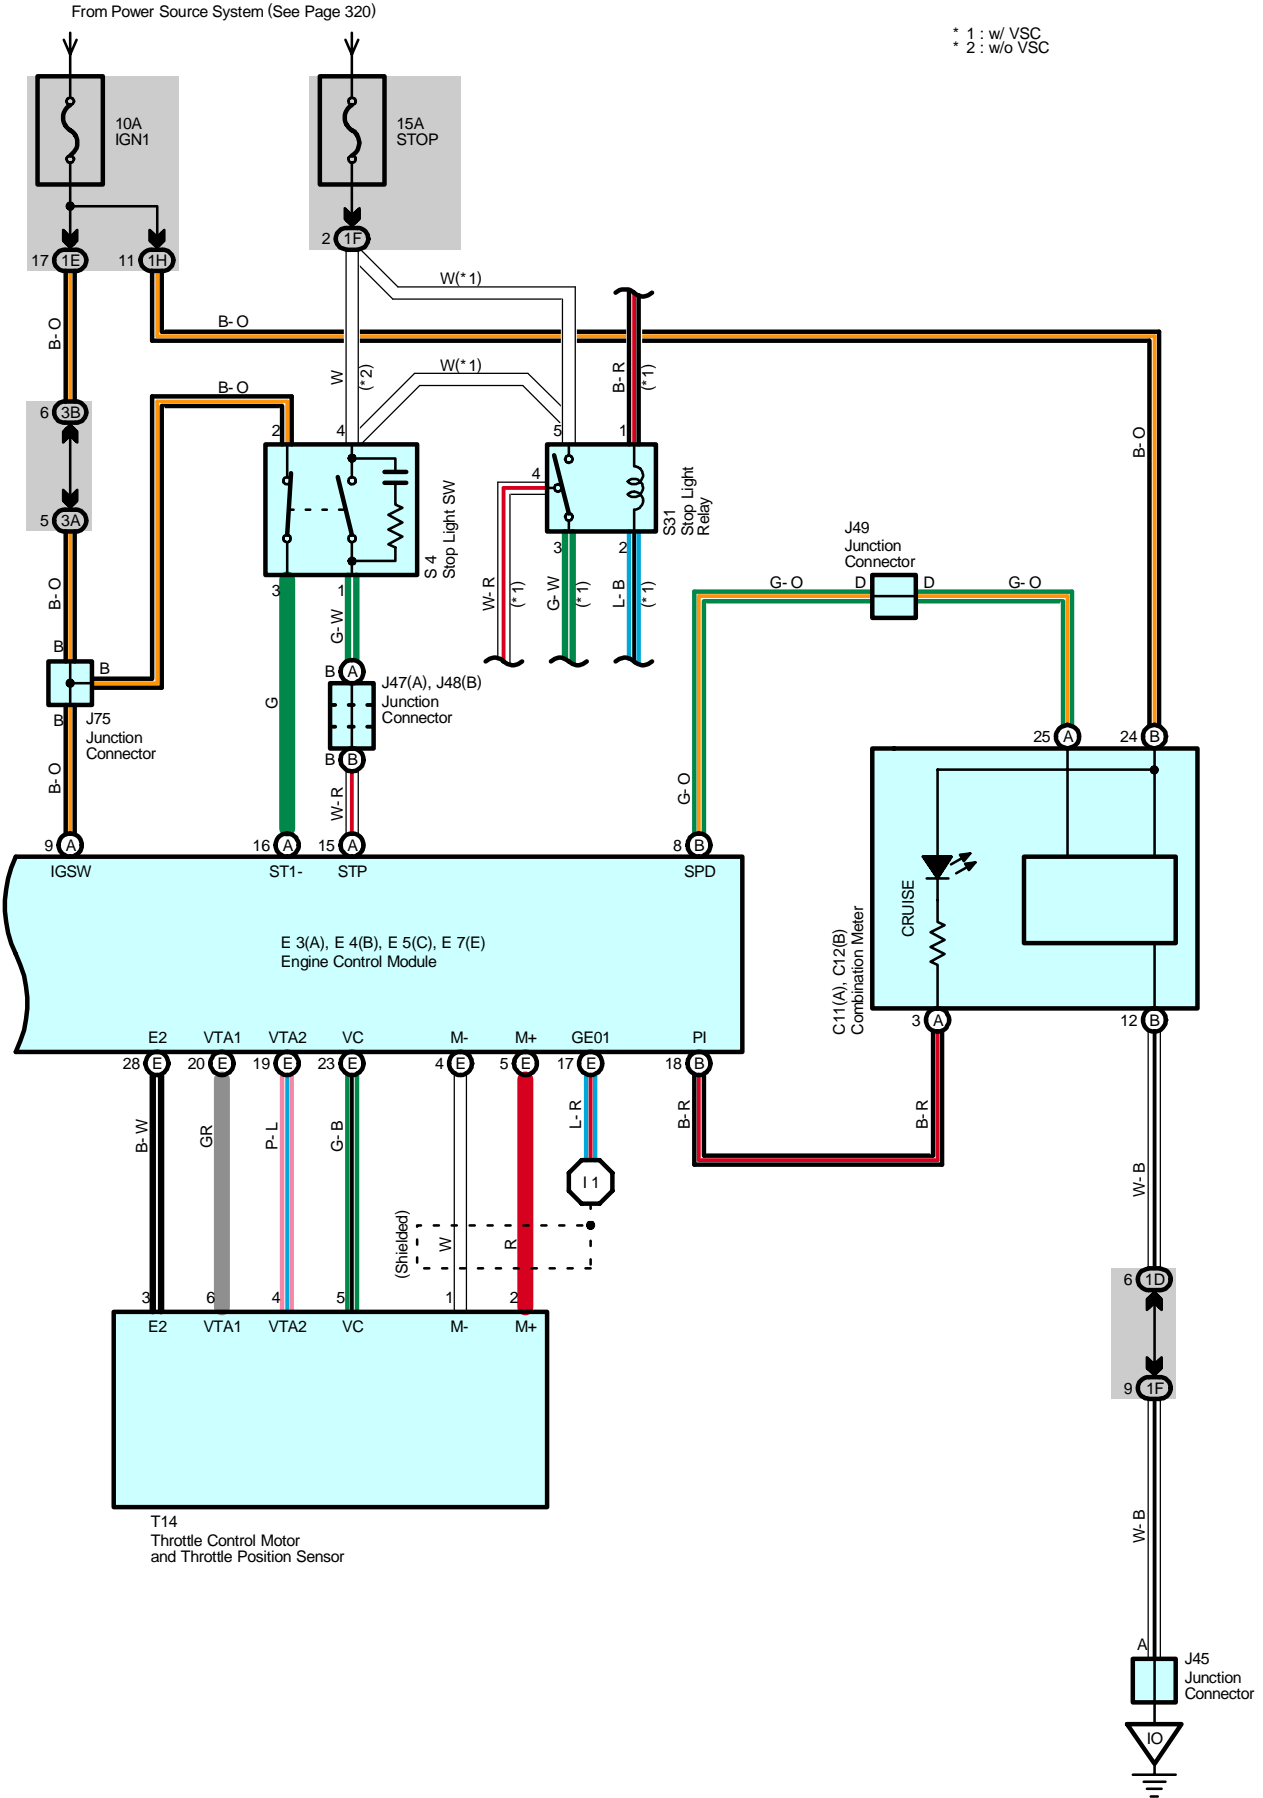 From Power Source System (See Page 320)
* 1 : w/ VSC
* 2 : w/o VSC
10A
IGN1
15A
STOP
17 1E
11 1H
2 1F
W(*1)
B-O
B-O
W
(*2)
W(*1)
B-R
(*1)
B-O
6 3B
5 3A
2
4
5
1
4
S 4
Stop Light SW
S31
Stop Light
Relay
B-O
3
1
3
2
B-O
G-W
W-R
(*1)
G-W
(*1)
L-B
(*1)
J49
Junction
Connector
G-O
D
D
G-O
B
B
B
J75
Junction
Connector
G
B A
J47(A), J48(B)
Junction
Connector
B B
B-O
W-R
G-O
25 A
24 B
9 A
IGSW
16 A
ST1-
15 A
STP
8 B
SPD
E 3(A), E 4(B), E 5(C), E 7(E)
Engine Control Module
CRUISE
C11(A), C12(B)
Combination Meter
3 A
12 B
E2
VTA1
VTA2
VC
M-
M+
GE01
PI
28 E
20 E
19 E
23 E
4 E
5 E
17 E
18 B
B-W
GR
P-L
G-B
L-R
B-R
B-R
I 1
(Shielded)
W
R
W-B
3
6
4
5
1
2
E2
VTA1
VTA2
VC
M-
M+
6 1D
9 1F
T14
Throttle Control Motor
and Throttle Position Sensor
W-B
A
J45
Junction
Connector
IO